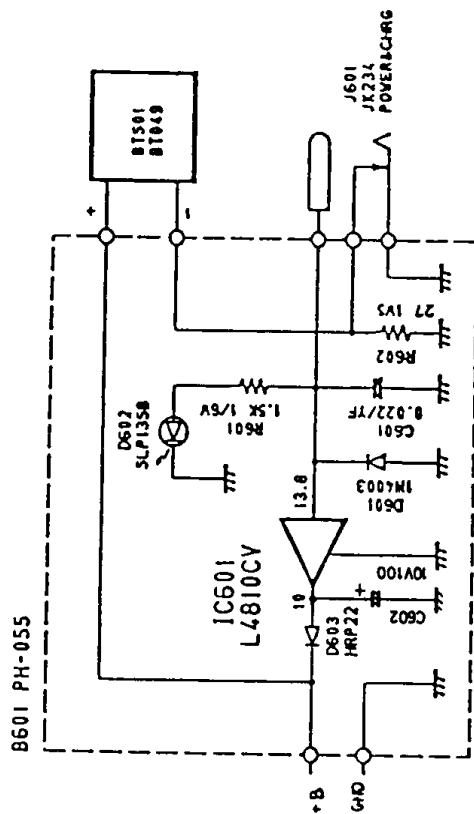 B601 PH-055
+B
GND
IC601
L4810CV
10
13.8
D603
HRP22
+
C602
10V100
D601
1N4003
C601
0.022/YF
R601
1.5K 1/6W
D602
SLP135B
R602
27 1W5
+
-
BT501
BT049
J601
JX234
POWER&CHRG